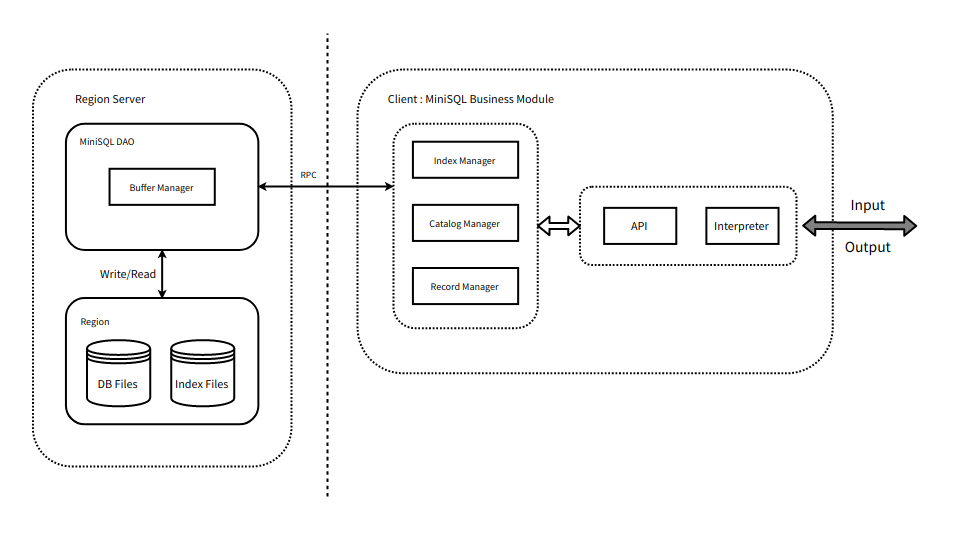 Region Server
MiniSQL DAO
Buffer Manager
Write/Read
Region
DB Files
Index Files
RPC
Client : MiniSQL Business Module
Index Manager
Catalog Manager
Record Manager
API
Interpreter
Input
Output